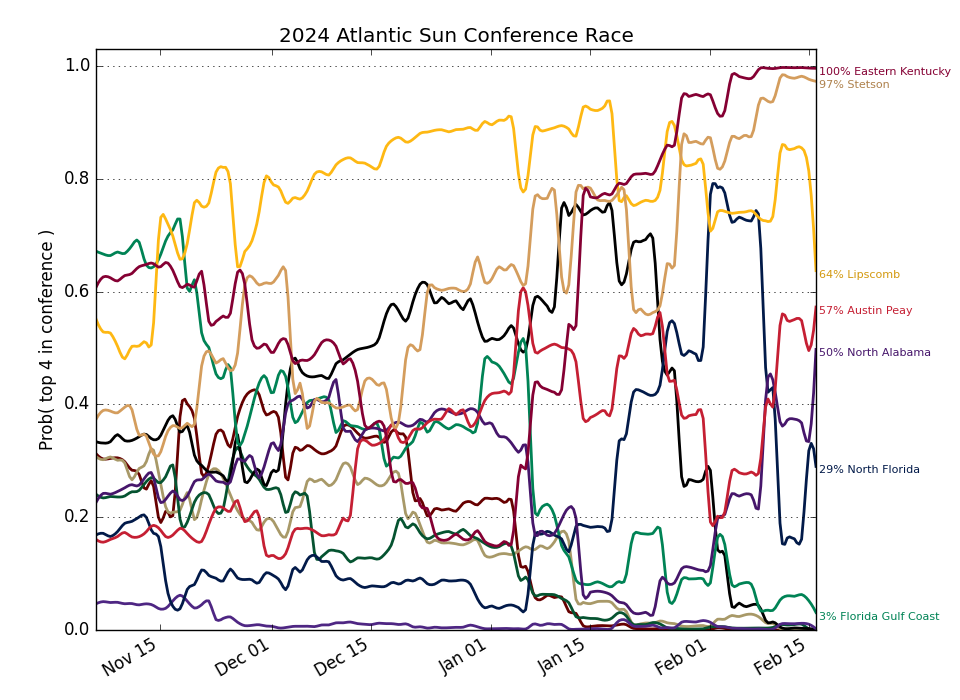 2024 Atlantic Sun Conference Race
Prob( top 4 in conference )
1.0
0.8
0.6
0.4
0.2
0.0
Nov 15
Dec 01
Dec 15
Jan 01
Jan 15
Feb 01
Feb 15
100% Eastern Kentucky
97% Stetson
64% Lipscomb
57% Austin Peay
50% North Alabama
29% North Florida
3% Florida Gulf Coast